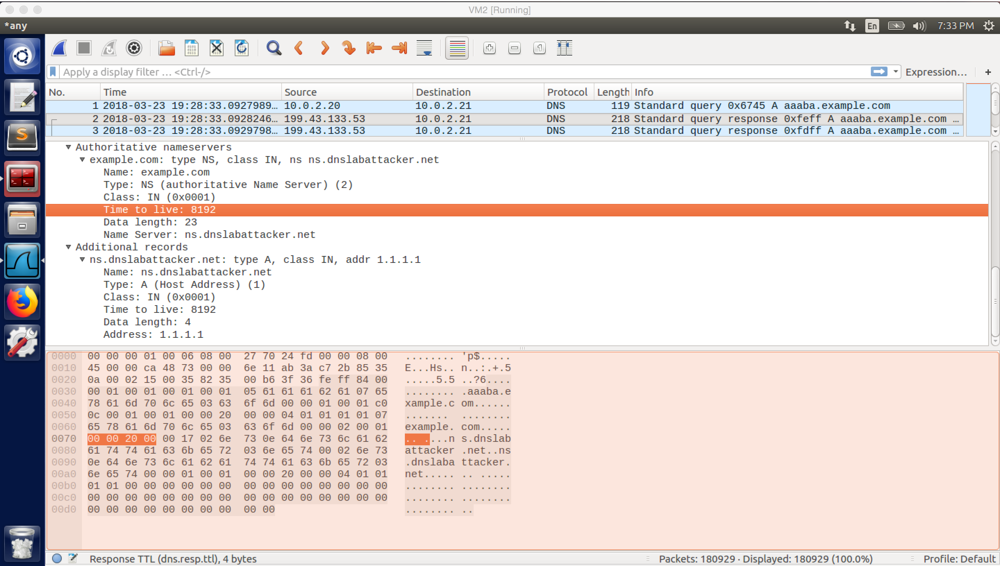 VM2 [Running]
*any
En
7:33 PM
Apply a display filter … <Ctrl-/>
Expression…
+
No. Time Source Destination Protocol Length Info
1 2018-03-23 19:28:33.0927989… 10.0.2.20 10.0.2.21 DNS 119 Standard query 0x6745 A aaaba.example.com
2 2018-03-23 19:28:33.0928246… 199.43.133.53 10.0.2.21 DNS 218 Standard query response 0xfeff A aaaba.example.com …
3 2018-03-23 19:28:33.0929798… 199.43.133.53 10.0.2.21 DNS 218 Standard query response 0xfdff A aaaba.example.com …
Authoritative nameservers
example.com: type NS, class IN, ns ns.dnslabattacker.net
Name: example.com
Type: NS (authoritative Name Server) (2)
Class: IN (0x0001)
Time to live: 8192
Data length: 23
Name Server: ns.dnslabattacker.net
Additional records
ns.dnslabattacker.net: type A, class IN, addr 1.1.1.1
Name: ns.dnslabattacker.net
Type: A (Host Address) (1)
Class: IN (0x0001)
Time to live: 8192
Data length: 4
Address: 1.1.1.1
0000 00 00 00 01 00 06 08 00 27 70 24 fd 00 00 08 00 ........ 'p$.....
0010 45 00 00 ca 48 73 00 00 6e 11 ab 3a c7 2b 85 35 E...Hs.. n..:.+.5
0020 0a 00 02 15 00 35 82 35 00 b6 3f 36 fe ff 84 00 .....5.5 ..?6....
0030 00 01 00 01 00 01 00 01 05 61 61 61 62 61 07 65 ........ .aaaba.e
0040 78 61 6d 70 6c 65 03 63 6f 6d 00 00 01 00 01 c0 xample.c om......
0050 0c 00 01 00 01 00 00 20 00 00 04 01 01 01 01 07 ....... ........
0060 65 78 61 6d 70 6c 65 03 63 6f 6d 00 00 02 00 01 example. com.....
0070 00 00 20 00 00 17 02 6e 73 0e 64 6e 73 6c 61 62 .. ....n s.dnslab
0080 61 74 74 61 63 6b 65 72 03 6e 65 74 00 02 6e 73 attacker .net..ns
0090 0e 64 6e 73 6c 61 62 61 74 74 61 63 6b 65 72 03 .dnslaba ttacker.
00a0 6e 65 74 00 00 01 00 01 00 00 20 00 00 04 01 01 net..... .. .....
00b0 01 01 00 00 00 00 00 00 00 00 00 00 00 00 00 00 ........ ........
00c0 00 00 00 00 00 00 00 00 00 00 00 00 00 00 00 00 ........ ........
00d0 00 00 00 00 00 00 00 00 00 00 ........ ..
Response TTL (dns.resp.ttl), 4 bytes
Packets: 180929 · Displayed: 180929 (100.0%)
Profile: Default